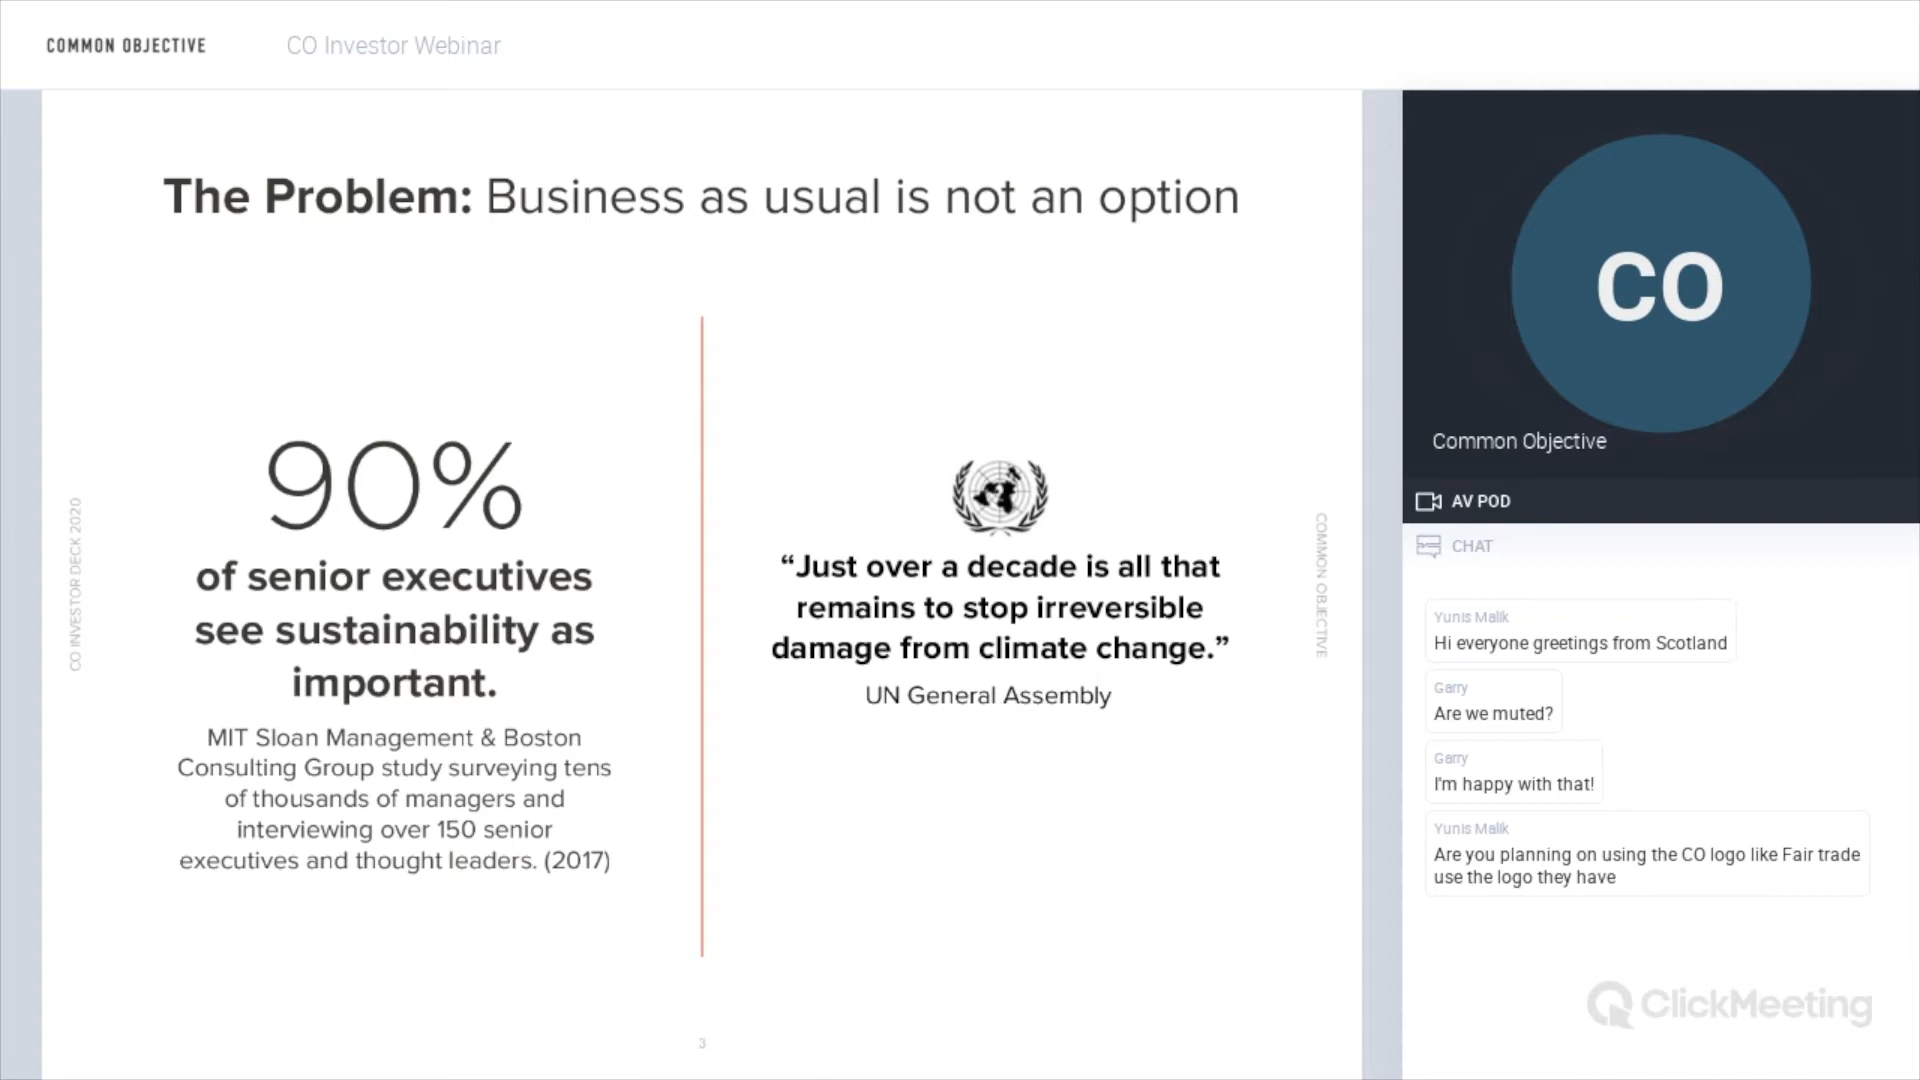 COMMON OBJECTIVE
CO Investor Webinar
The Problem: Business as usual is not an option
90%
of senior executives
see sustainability as
important.
MIT Sloan Management & Boston
Consulting Group study surveying tens
of thousands of managers and
interviewing over 150 senior
executives and thought leaders. (2017)
“Just over a decade is all that
remains to stop irreversible
damage from climate change.”
UN General Assembly
CO INVESTOR DECK 2020
COMMON OBJECTIVE
3
CO
Common Objective
AV POD
CHAT
Yunis Malik
Hi everyone greetings from Scotland
Garry
Are we muted?
Garry
I'm happy with that!
Yunis Malik
Are you planning on using the CO logo like Fair trade
use the logo they have
ClickMeeting